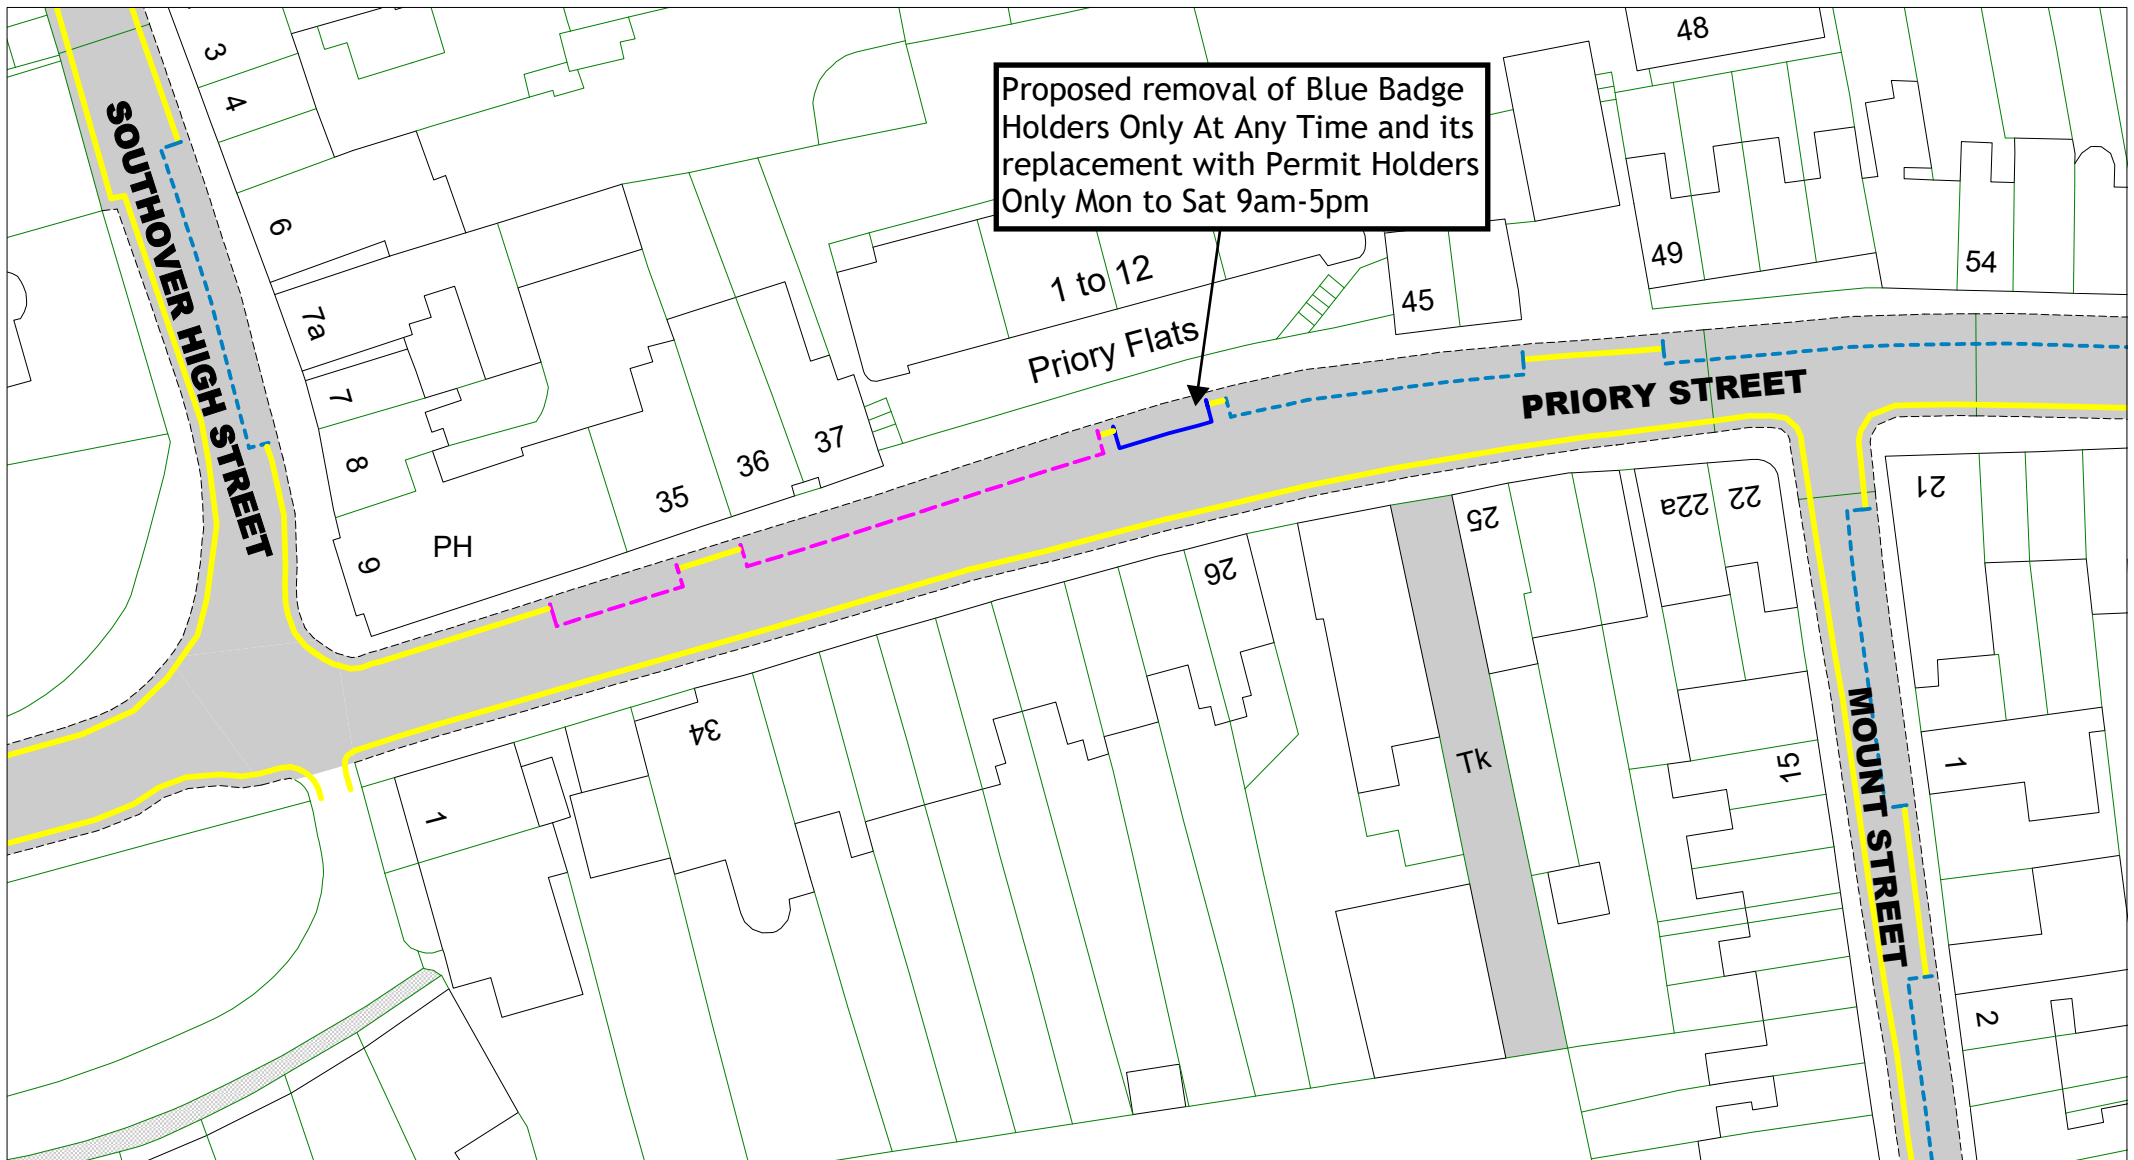 Proposed removal of Blue Badge
Holders Only At Any Time and its
replacement with Permit Holders
Only Mon to Sat 9am-5pm
SOUTHOVER HIGH STREET
3
4
6
7a
7
8
9
PH
35
36
37
1 to 12
Priory Flats
45
48
49
54
PRIORY STREET
25
22a
22
21
26
34
1
Tk
15
MOUNT STREET
1
2